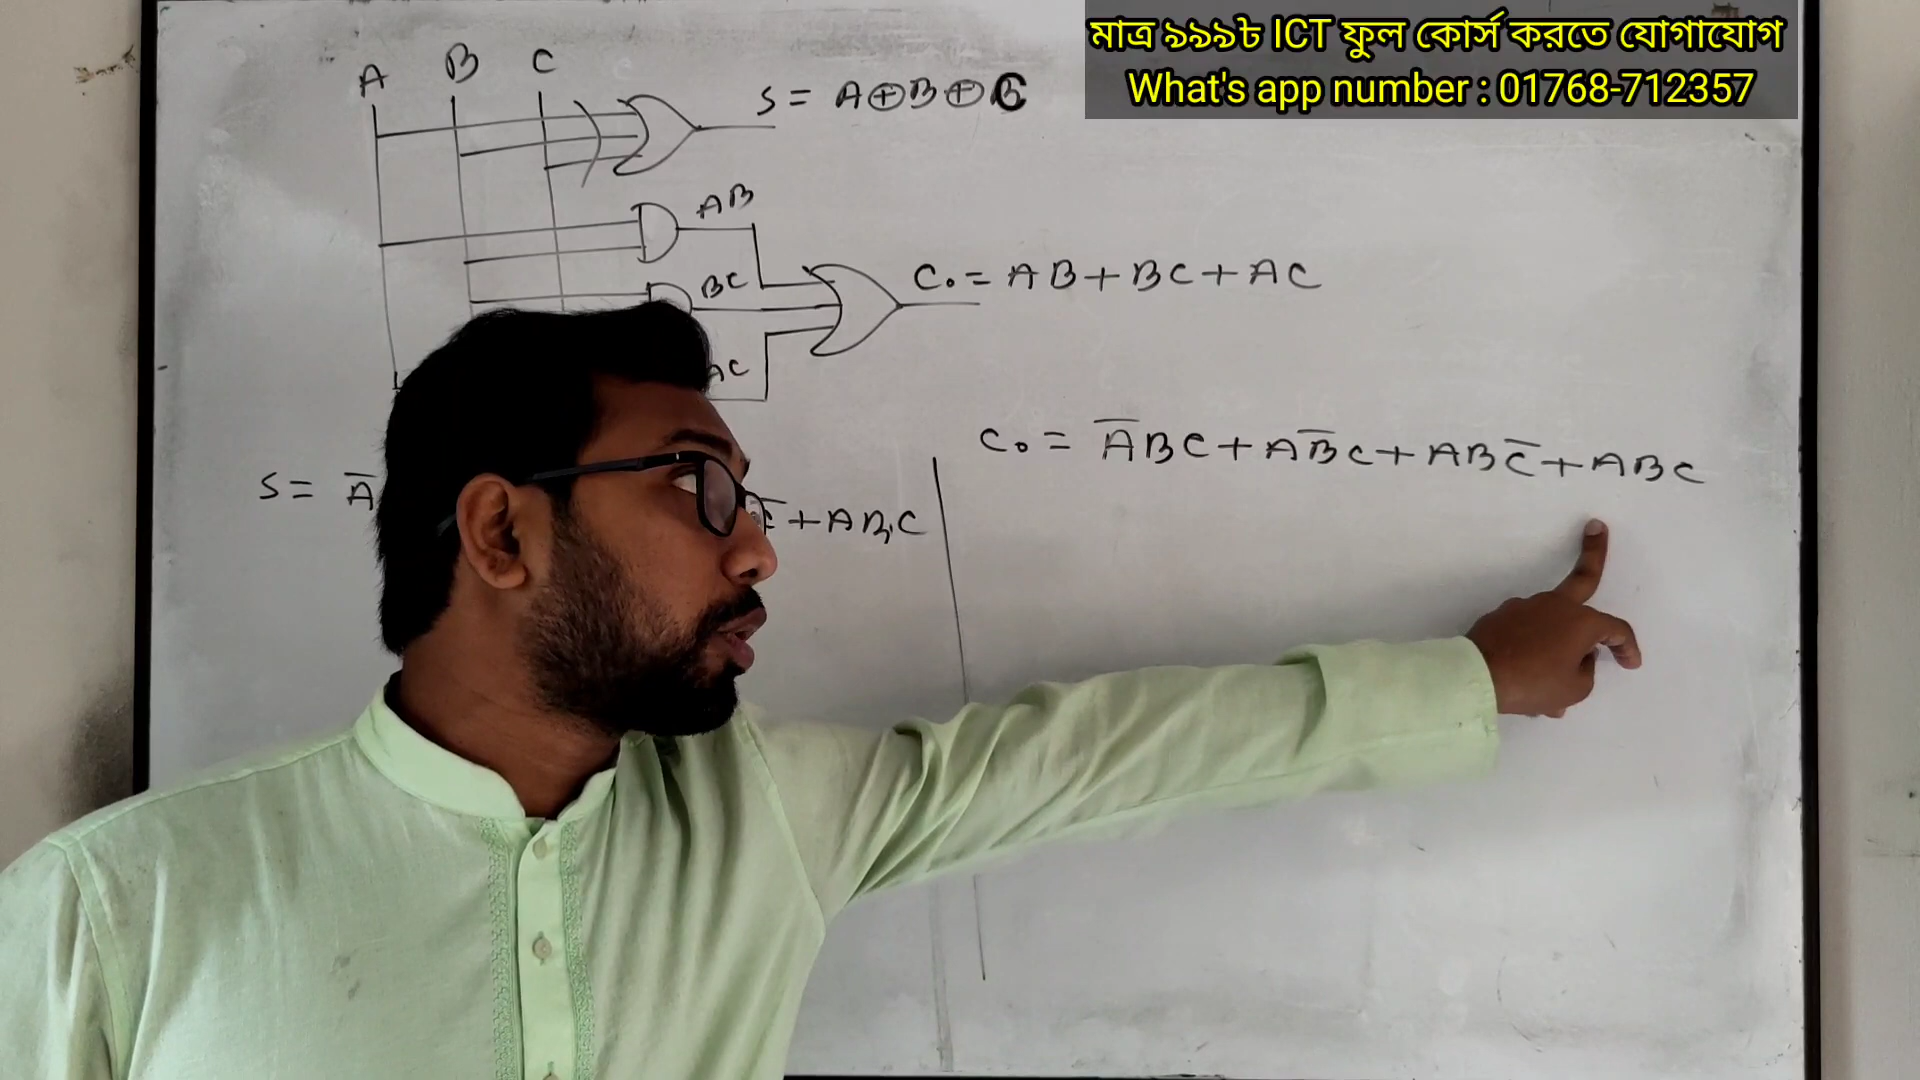 মাত্র ৯৯৯৳ ICT ফুল কোর্স করতে যোগাযোগ
What's app number : 01768-712357
A B C
S = A⊕B⊕C
AB
BC
AC
C₀ = AB + BC + AC
S = A̅
C̅ + ABC
C₀ = A̅BC + AB̅C + ABC̅ + ABC